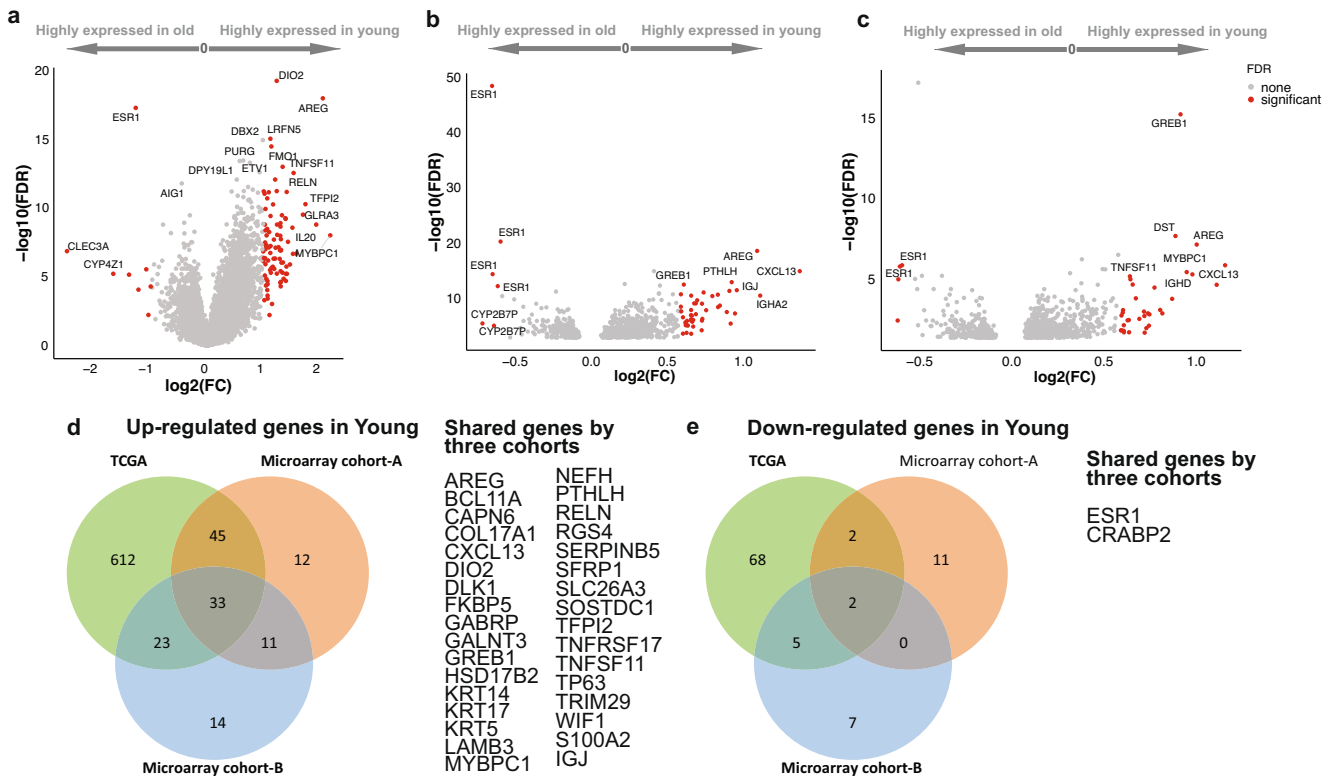 a
Highly expressed in old
Highly expressed in young
0
20
15
10
5
0
−log10(FDR)
−2
−1
0
1
2
log2(FC)
DIO2
AREG
ESR1
DBX2
LRFN5
PURG
FMO1
DPY19L1
ETV1
TNFSF11
AIG1
RELN
TFPI2
GLRA3
IL20
MYBPC1
CLEC3A
CYP4Z1
b
Highly expressed in old
Highly expressed in young
0
50
40
30
20
10
−log10(FDR)
−0.5
0.0
0.5
1.0
log2(FC)
ESR1
ESR1
ESR1
ESR1
CYP2B7P
CYP2B7P
AREG
GREB1
PTHLH
CXCL13
IGJ
IGHA2
c
Highly expressed in old
Highly expressed in young
0
15
10
5
−log10(FDR)
−0.5
0.0
0.5
1.0
log2(FC)
GREB1
DST
AREG
MYBPC1
TNFSF11
CXCL13
IGHD
ESR1
ESR1
FDR
none
significant
d
Up-regulated genes in Young
TCGA
Microarray cohort-A
612
45
12
33
23
11
14
Microarray cohort-B
Shared genes by
three cohorts
AREG
BCL11A
CAPN6
COL17A1
CXCL13
DIO2
DLK1
FKBP5
GABRP
GALNT3
GREB1
HSD17B2
KRT14
KRT17
KRT5
LAMB3
MYBPC1
NEFH
PTHLH
RELN
RGS4
SERPINB5
SFRP1
SLC26A3
SOSTDC1
TFPI2
TNFRSF17
TNFSF11
TP63
TRIM29
WIF1
S100A2
IGJ
e
Down-regulated genes in Young
TCGA
Microarray cohort-A
68
2
11
2
5
0
7
Microarray cohort-B
Shared genes by
three cohorts
ESR1
CRABP2